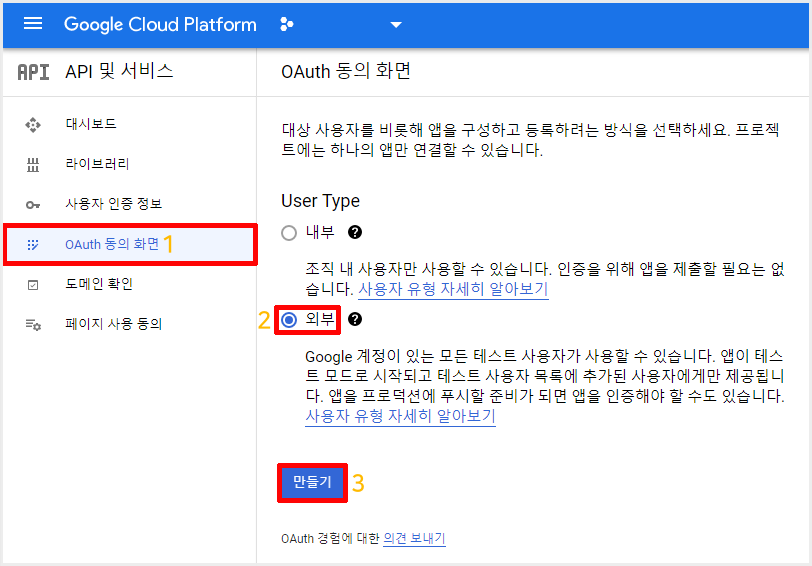 Google Cloud Platform
API API 및 서비스
OAuth 동의 화면
대시보드
라이브러리
사용자 인증 정보
OAuth 동의 화면 1
도메인 확인
페이지 사용 동의
대상 사용자를 비롯해 앱을 구성하고 등록하려는 방식을 선택하세요. 프로젝
트에는 하나의 앱만 연결할 수 있습니다.
User Type
내부 ?
조직 내 사용자만 사용할 수 있습니다. 인증을 위해 앱을 제출할 필요는 없
습니다. 사용자 유형 자세히 알아보기
2 외부 ?
Google 계정이 있는 모든 테스트 사용자가 사용할 수 있습니다. 앱이 테스
트 모드로 시작되고 테스트 사용자 목록에 추가된 사용자에게만 제공됩니
다. 앱을 프로덕션에 푸시할 준비가 되면 앱을 인증해야 할 수도 있습니다.
사용자 유형 자세히 알아보기
만들기 3
OAuth 경험에 대한 의견 보내기